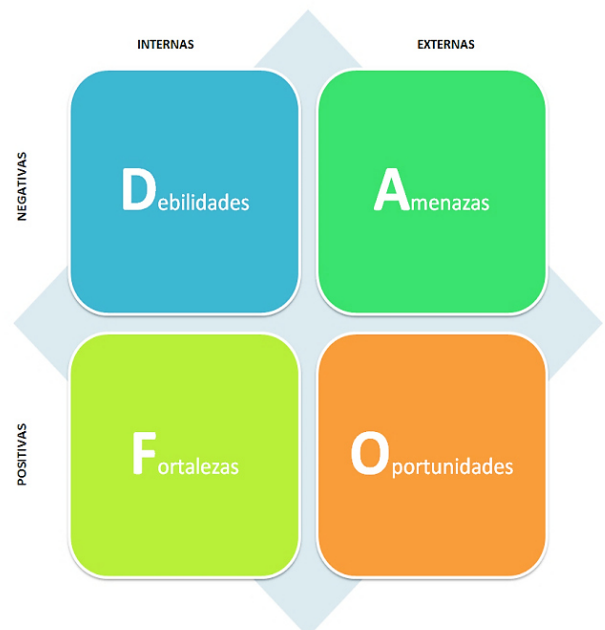 INTERNAS
EXTERNAS
NEGATIVAS
Debilidades
Amenazas
POSITIVAS
Fortalezas
Oportunidades